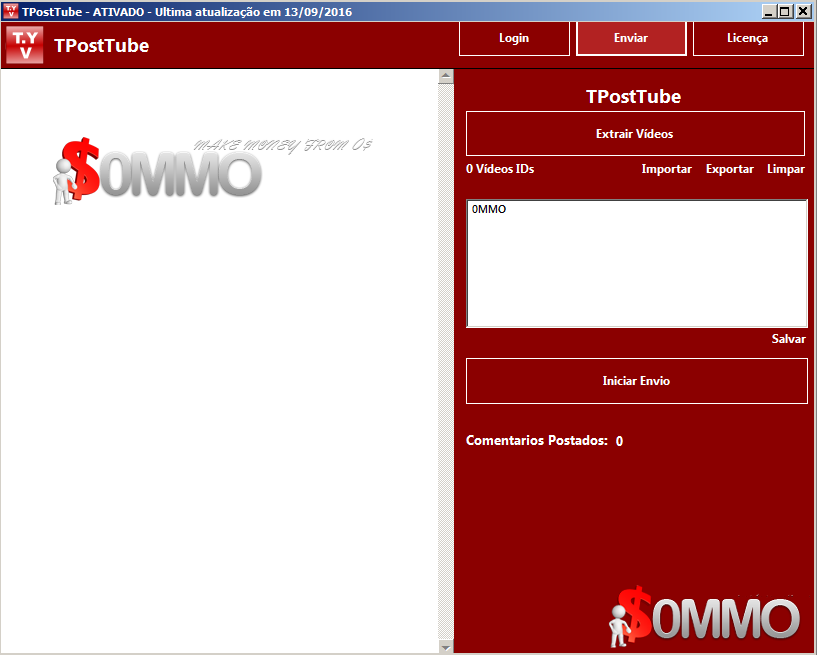 TPostTube - ATIVADO - Ultima atualização em 13/09/2016
T.Y V
TPostTube
Login
Enviar
Licença
MAKE MONEY FROM 0$
$0MMO
TPostTube
Extrair Vídeos
0 Vídeos IDs
Importar
Exportar
Limpar
0MMO
Salvar
Iniciar Envio
Comentarios Postados: 0
$0MMO